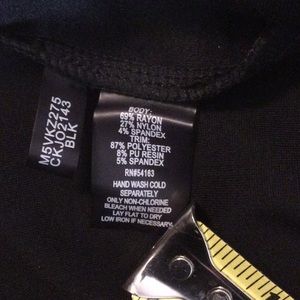 M5VKZ275
CKJO2143
BLK
BODY:
69% RAYON
27% NYLON
4% SPANDEX
TRIM:
87% POLYESTER
8% PU RESIN
5% SPANDEX
RN#54163
HAND WASH COLD
SEPARATELY
ONLY NON-CHLORINE
BLEACH WHEN NEEDED
LAY FLAT TO DRY
LOW IRON IF NECESSARY